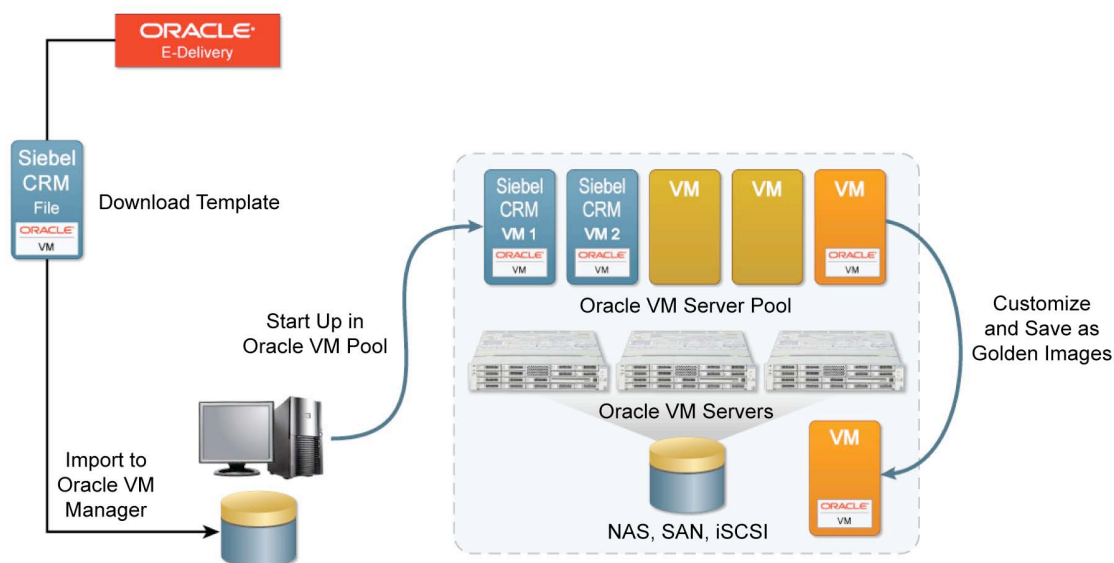 ORACLE
E-Delivery
Siebel
CRM
File
ORACLE
VM
Download Template
Import to
Oracle VM
Manager
Start Up in
Oracle VM Pool
Siebel
CRM
VM 1
ORACLE
VM
Siebel
CRM
VM 2
ORACLE
VM
VM
VM
VM
ORACLE
VM
Oracle VM Server Pool
Oracle VM Servers
NAS, SAN, iSCSI
VM
ORACLE
VM
Customize
and Save as
Golden Images